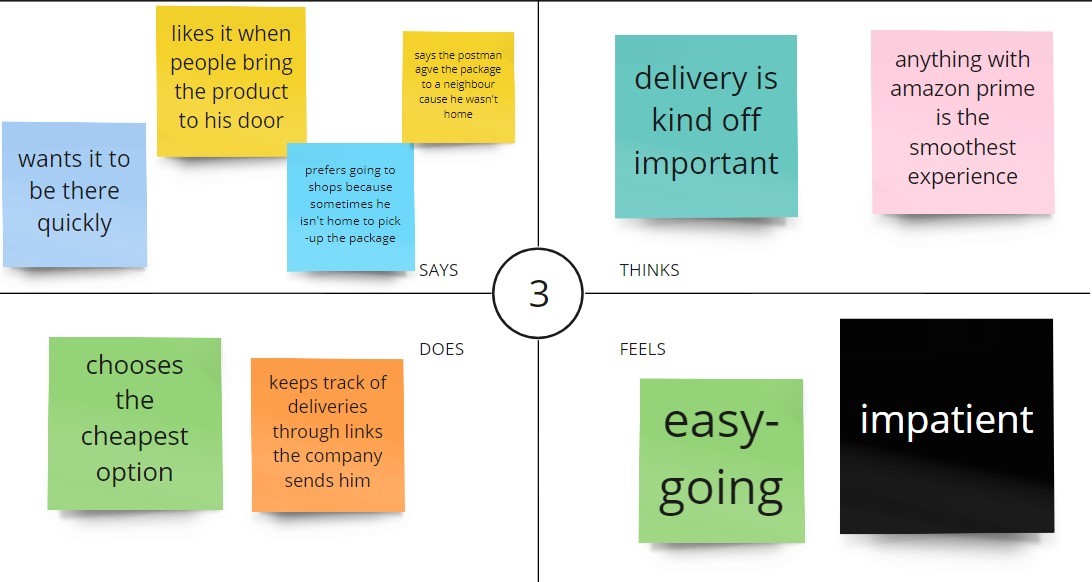 likes it when
people bring
the product
to his door
says the postman
agve the package
to a neighbour
cause he wasn't
home
wants it to
be there
quickly
prefers going to
shops because
sometimes he
isn't home to pick
-up the package
SAYS
delivery is
kind off
important
anything with
amazon prime
is the
smoothest
experience
THINKS
3
DOES
chooses
the
cheapest
option
keeps track of
deliveries
through links
the company
sends him
FEELS
easy-
going
impatient